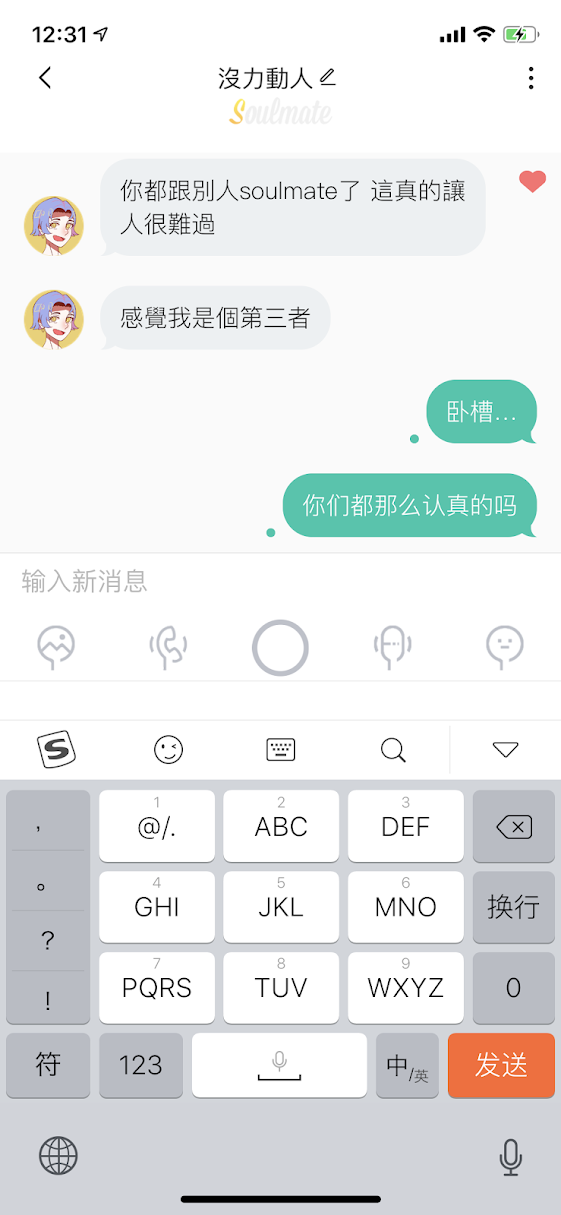 12:31
沒力動人
Soulmate
你都跟別人soulmate了 這真的讓
人很難過
感覺我是個第三者
卧槽...
你们都那么认真的吗
输入新消息
S
, 1 @/. 2 ABC 3 DEF
。 4 GHI 5 JKL 6 MNO 换行
?
! 7 PQRS 8 TUV 9 WXYZ 0
符 123 中/英 发送